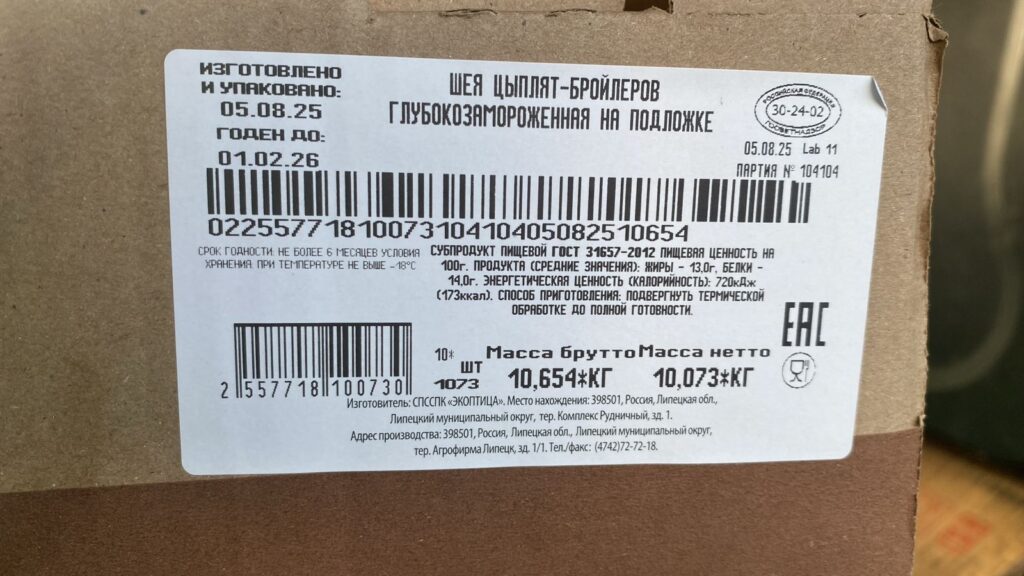 ИЗГОТОВЛЕНО
И УПАКОВАНО:
05.08.25
ГОДЕН ДО:
01.02.26
ШЕЯ ЦЫПЛЯТ-БРОЙЛЕРОВ
ГЛУБОКОЗАМОРОЖЕННАЯ НА ПОДЛОЖКЕ
РОССИЙСКАЯ ФЕДЕРАЦИЯ
30-24-02
ГОСВЕТНАДЗОР
05.08.25 Lab 11
ПАРТИЯ № 104104
0225577181007310410405082510654
СРОК ГОДНОСТИ: НЕ БОЛЕЕ 6 МЕСЯЦЕВ УСЛОВИЯ
ХРАНЕНИЯ: ПРИ ТЕМПЕРАТУРЕ НЕ ВЫШЕ -18°С
СУБПРОДУКТ ПИЩЕВОЙ ГОСТ 31657-2012 ПИЩЕВАЯ ЦЕННОСТЬ НА
100г. ПРОДУКТА (СРЕДНИЕ ЗНАЧЕНИЯ): ЖИРЫ - 13,0г, БЕЛКИ -
14,0г. ЭНЕРГЕТИЧЕСКАЯ ЦЕННОСТЬ (КАЛОРИЙНОСТЬ): 720кДж
(173ккал). СПОСОБ ПРИГОТОВЛЕНИЯ: ПОДВЕРГНУТЬ ТЕРМИЧЕСКОЙ
ОБРАБОТКЕ ДО ПОЛНОЙ ГОТОВНОСТИ.
EAC
2 557718 100730
10*
ШТ
1073
Масса брутто Масса нетто
10,654*КГ 10,073*КГ
Изготовитель: СПССПК «ЭКОПТИЦА». Место нахождения: 398501, Россия, Липецкая обл.,
Липецкий муниципальный округ, тер. Комплекс Рудничный, зд. 1.
Адрес производства: 398501, Россия, Липецкая обл., Липецкий муниципальный округ,
тер. Агрофирма Липецк, зд. 1/1. Тел./факс: (4742)72-72-18.